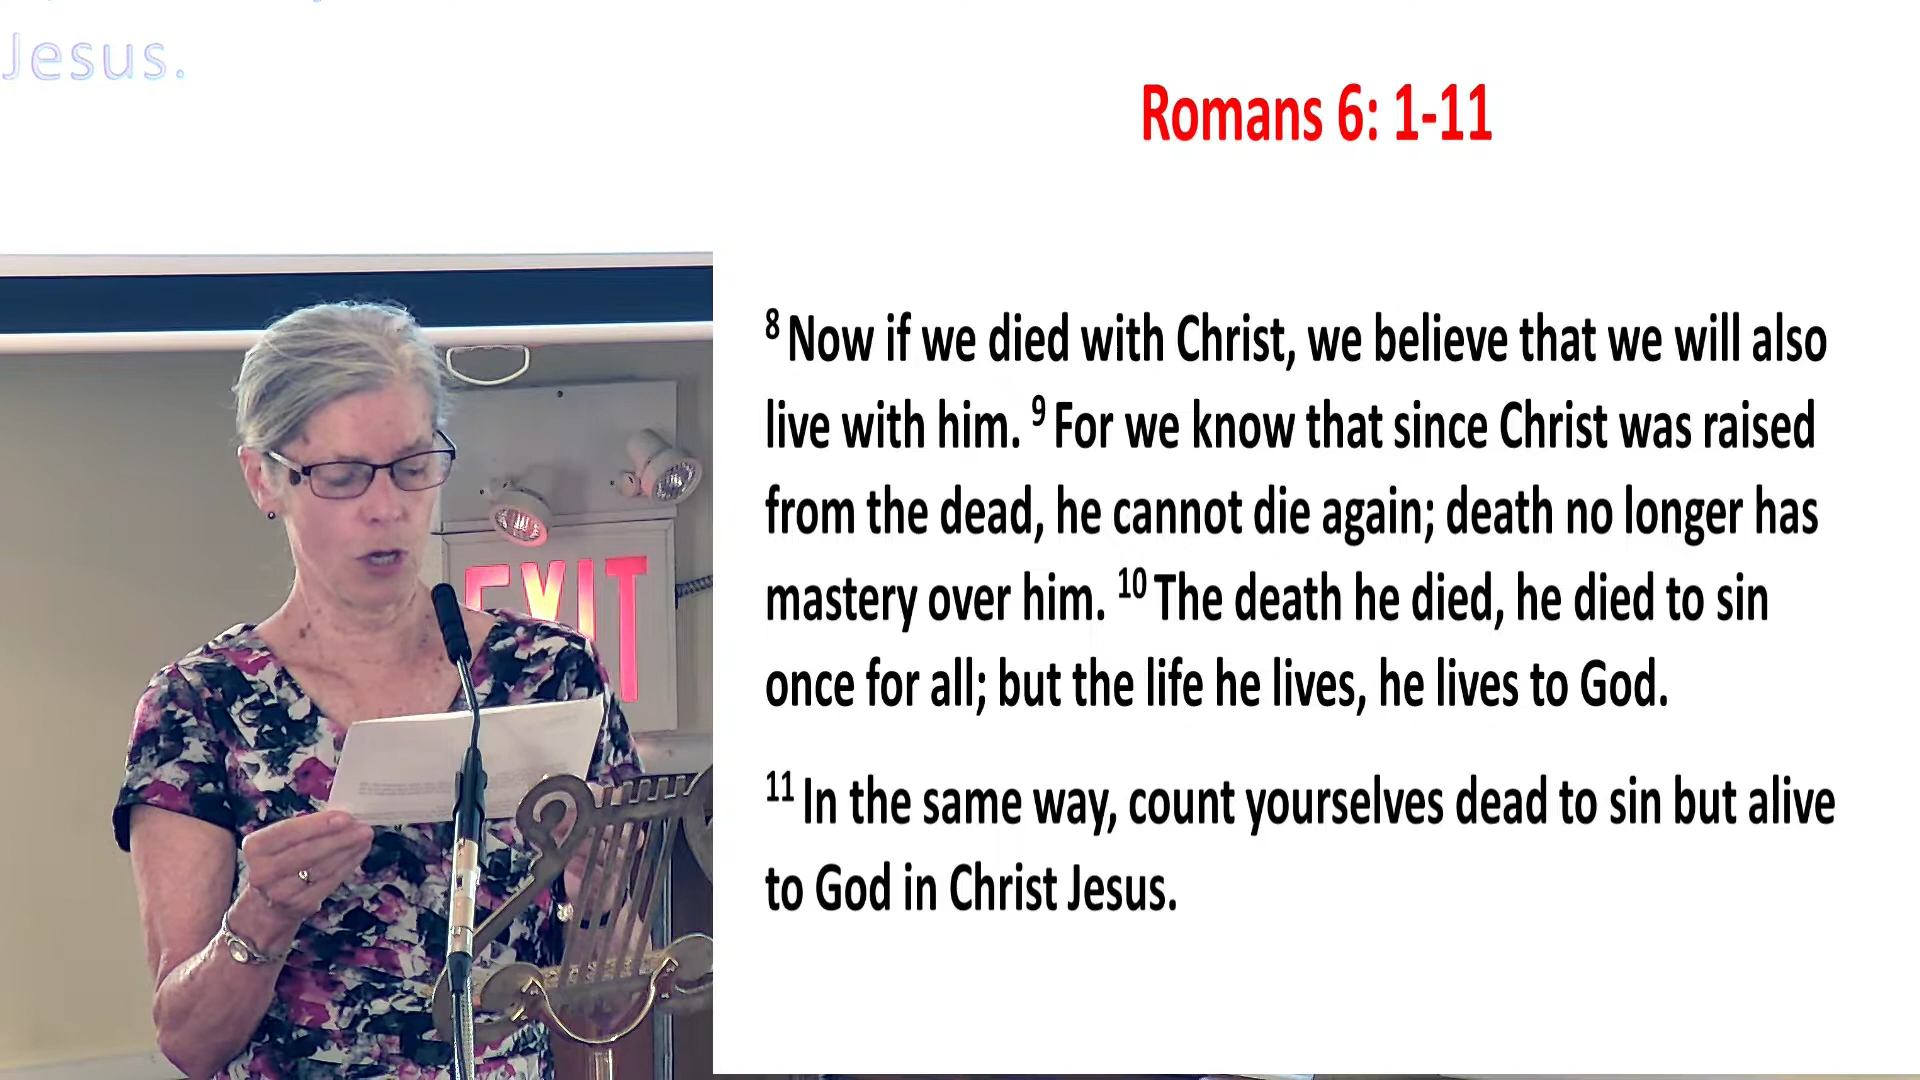 Jesus.
Romans 6: 1-11
8 Now if we died with Christ, we believe that we will also
live with him. 9 For we know that since Christ was raised
from the dead, he cannot die again; death no longer has
mastery over him. 10 The death he died, he died to sin
once for all; but the life he lives, he lives to God.
11 In the same way, count yourselves dead to sin but alive
to God in Christ Jesus.
EXIT